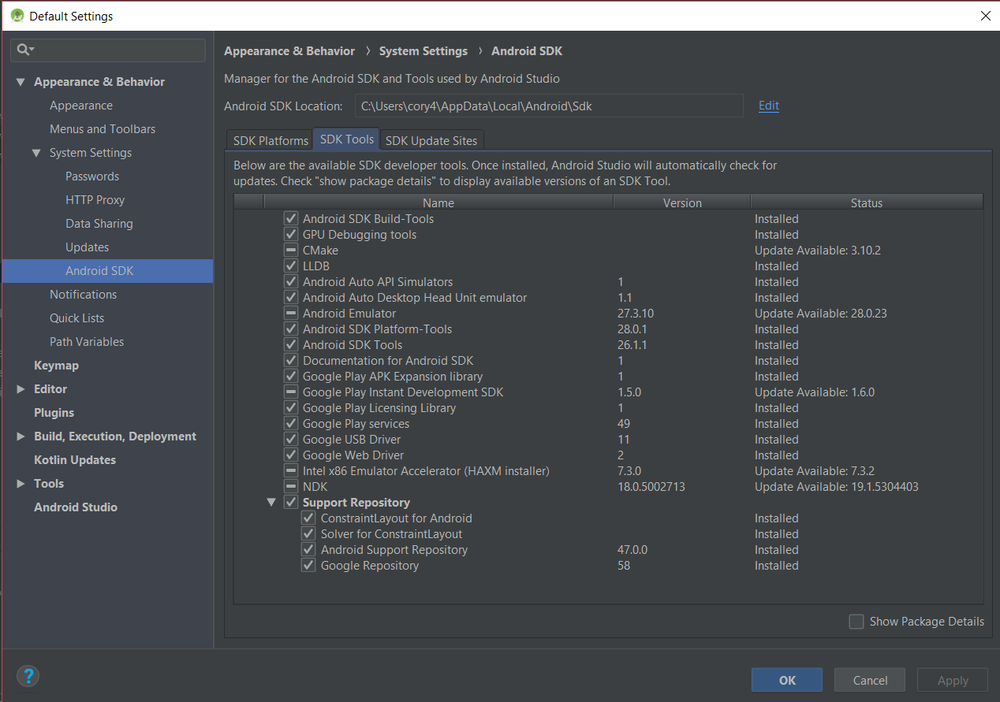 Default Settings
Appearance & Behavior
Appearance
Menus and Toolbars
System Settings
Passwords
HTTP Proxy
Data Sharing
Updates
Android SDK
Notifications
Quick Lists
Path Variables
Keymap
Editor
Plugins
Build, Execution, Deployment
Kotlin Updates
Tools
Android Studio
Appearance & Behavior › System Settings › Android SDK
Manager for the Android SDK and Tools used by Android Studio
Android SDK Location: C:\Users\cory4\AppData\Local\Android\Sdk Edit
SDK Platforms SDK Tools SDK Update Sites
Below are the available SDK developer tools. Once installed, Android Studio will automatically check for
updates. Check "show package details" to display available versions of an SDK Tool.
Name Version Status
Android SDK Build-Tools Installed
GPU Debugging tools Installed
CMake Update Available: 3.10.2
LLDB Installed
Android Auto API Simulators 1 Installed
Android Auto Desktop Head Unit emulator 1.1 Installed
Android Emulator 27.3.10 Update Available: 28.0.23
Android SDK Platform-Tools 28.0.1 Installed
Android SDK Tools 26.1.1 Installed
Documentation for Android SDK 1 Installed
Google Play APK Expansion library 1 Installed
Google Play Instant Development SDK 1.5.0 Update Available: 1.6.0
Google Play Licensing Library 1 Installed
Google Play services 49 Installed
Google USB Driver 11 Installed
Google Web Driver 2 Installed
Intel x86 Emulator Accelerator (HAXM installer) 7.3.0 Update Available: 7.3.2
NDK 18.0.5002713 Update Available: 19.1.5304403
Support Repository
ConstraintLayout for Android Installed
Solver for ConstraintLayout Installed
Android Support Repository 47.0.0 Installed
Google Repository 58 Installed
Show Package Details
? OK Cancel Apply